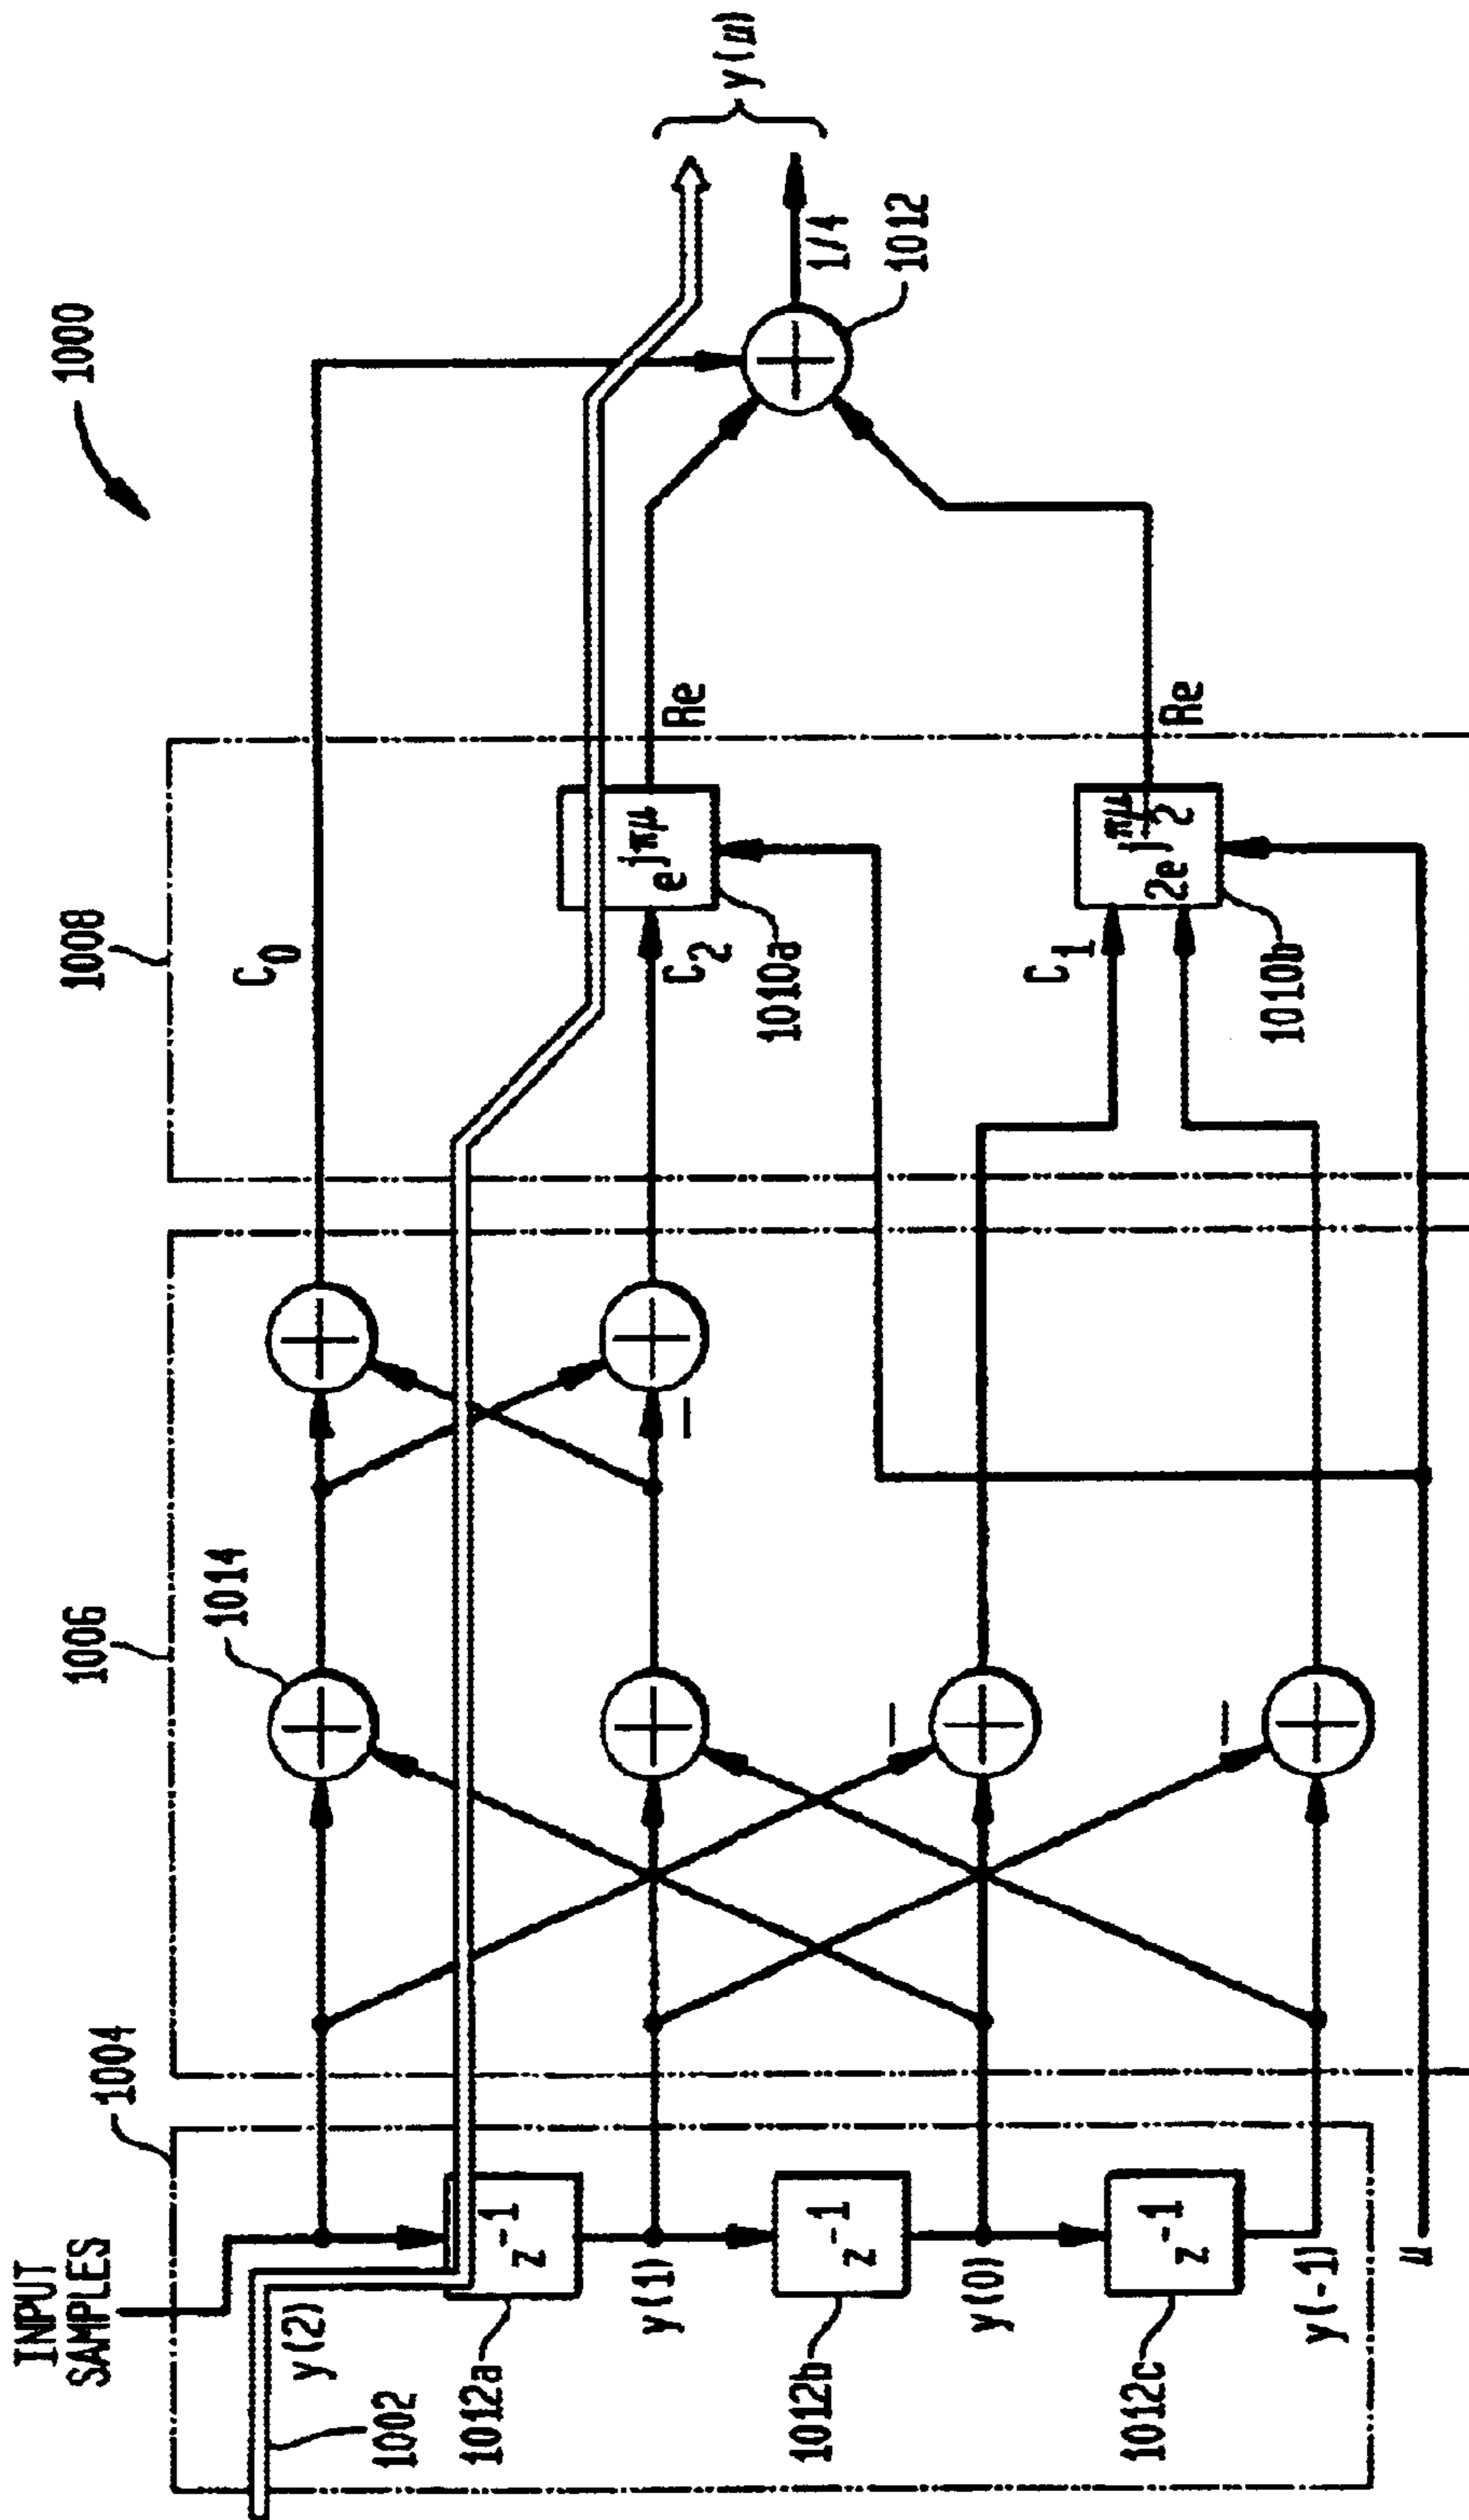 1000
INPUT
SAMPLES
1004
1006
1008
y(2)
1002
1012a
z-1
y(1)
1012b
z-1
y(0)
1012c
z-1
y(-1)
μ
1014
−
−
−
C0
C2
1010a
e jπμ
Re
C1
1010b
2e j πμ/2
Re
1/4
1012
y(μ)